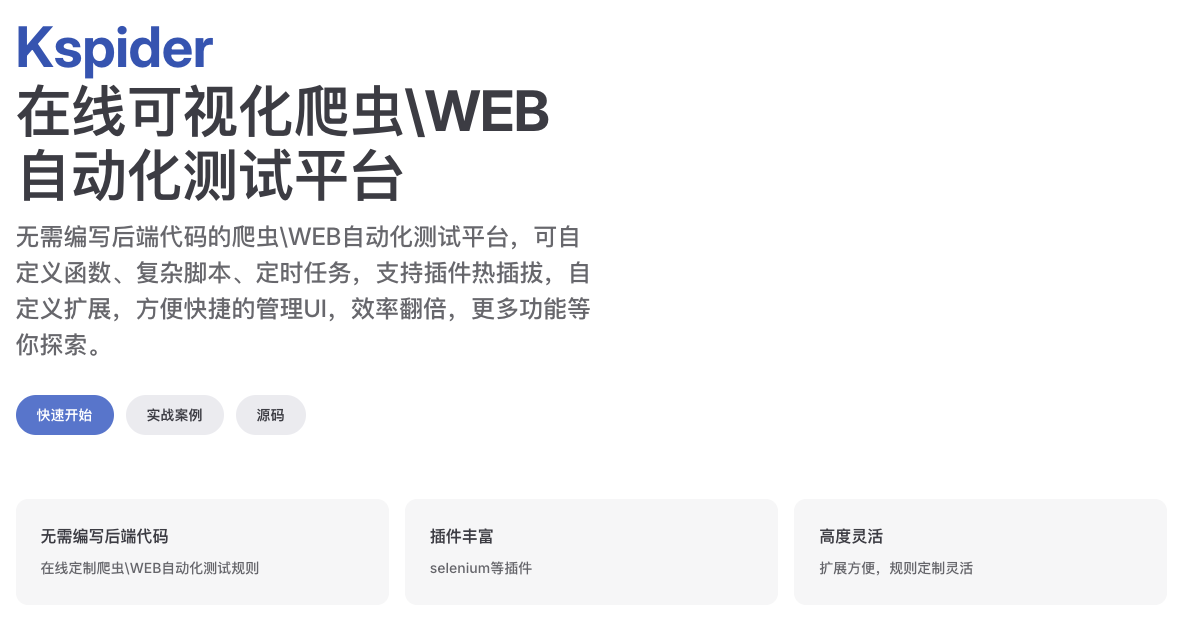 Kspider
在线可视化爬虫\WEB
自动化测试平台
无需编写后端代码的爬虫\WEB自动化测试平台，可自
定义函数、复杂脚本、定时任务，支持插件热插拔，自
定义扩展，方便快捷的管理UI，效率翻倍，更多功能等
你探索。
快速开始
实战案例
源码
无需编写后端代码
在线定制爬虫\WEB自动化测试规则
插件丰富
selenium等插件
高度灵活
扩展方便，规则定制灵活